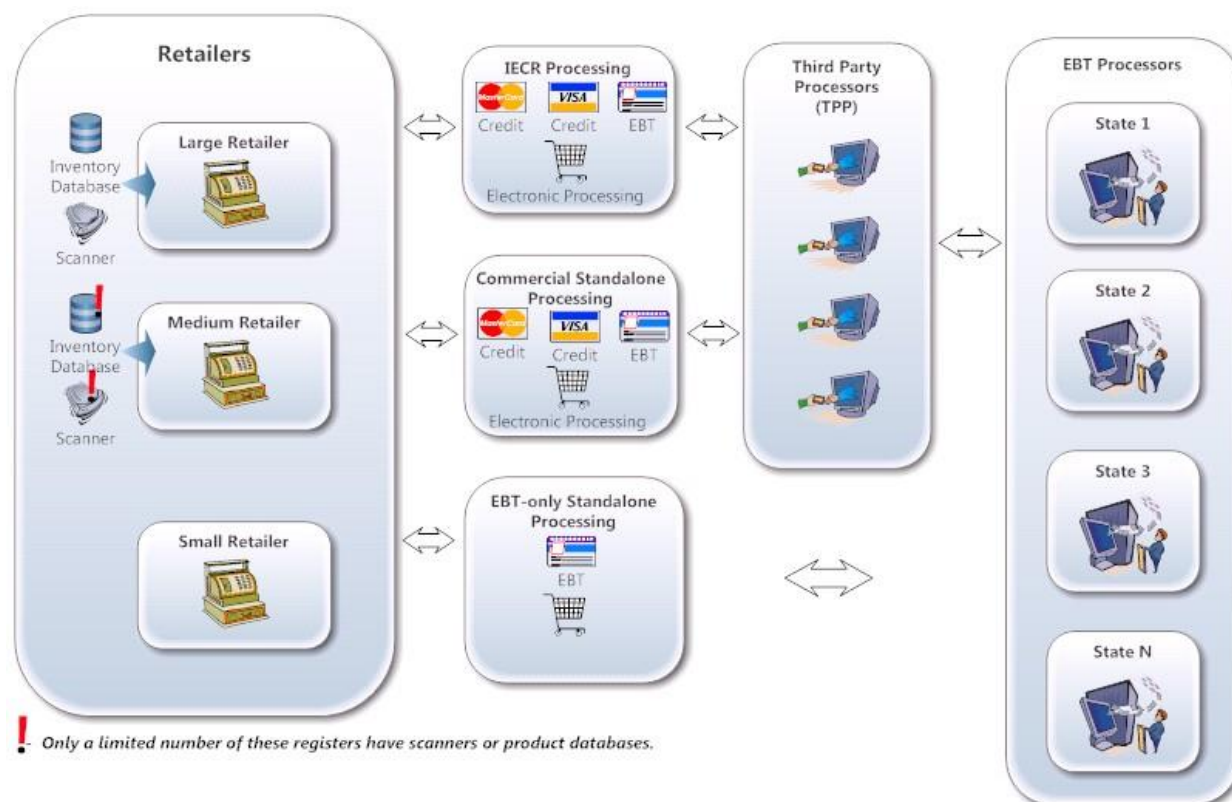 Retailers
Large Retailer
Inventory
Database
Scanner
Medium Retailer
Inventory
Database
Scanner
Small Retailer
IECR Processing
MasterCard
VISA
Credit
Credit
EBT
Electronic Processing
Commercial Standalone
Processing
MasterCard
VISA
Credit
Credit
EBT
Electronic Processing
EBT-only Standalone
Processing
EBT
Third Party
Processors
(TPP)
EBT Processors
State 1
State 2
State 3
State N
! - Only a limited number of these registers have scanners or product databases.